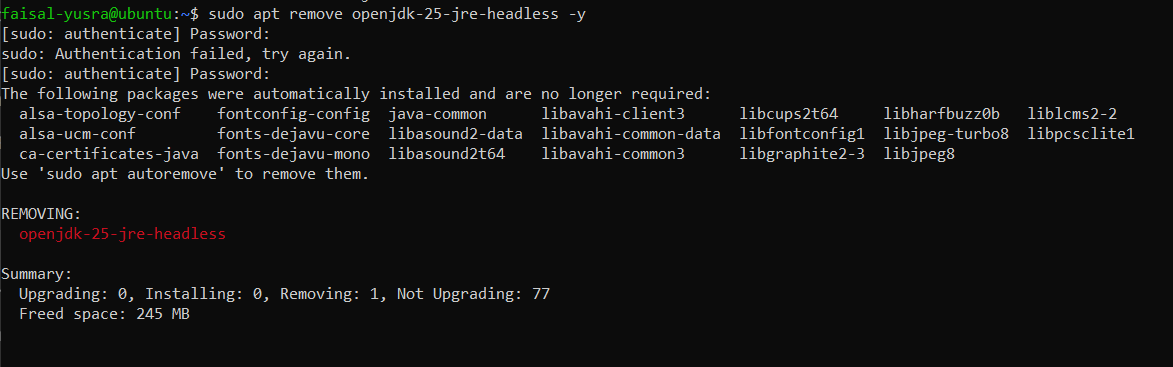 faisal-yusra@ubuntu:~$ sudo apt remove openjdk-25-jre-headless -y
[sudo: authenticate] Password:
sudo: Authentication failed, try again.
[sudo: authenticate] Password:
The following packages were automatically installed and are no longer required:
  alsa-topology-conf    fontconfig-config  java-common      libavahi-client3      libcups2t64     libharfbuzz0b   liblcms2-2
  alsa-ucm-conf         fonts-dejavu-core  libasound2-data  libavahi-common-data  libfontconfig1  libjpeg-turbo8  libpcsclite1
  ca-certificates-java  fonts-dejavu-mono  libasound2t64    libavahi-common3      libgraphite2-3  libjpeg8
Use 'sudo apt autoremove' to remove them.
REMOVING:
  openjdk-25-jre-headless
Summary:
  Upgrading: 0, Installing: 0, Removing: 1, Not Upgrading: 77
  Freed space: 245 MB